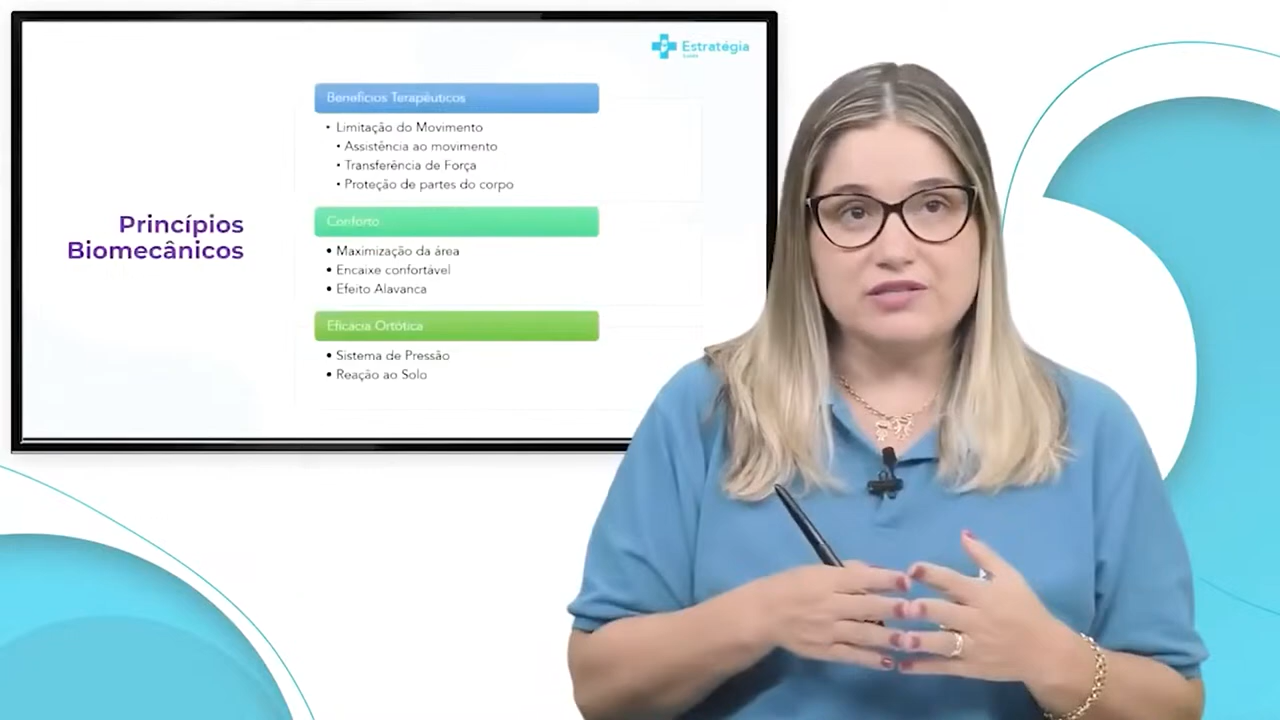 Estratégia
Princípios
Biomecânicos
Benefícios Terapêuticos
• Limitação do Movimento
• Assistência ao movimento
• Transferência de Força
• Proteção de partes do corpo
Conforto
• Maximização da área
• Encaixe confortável
• Efeito Alavanca
Eficácia Ortótica
• Sistema de Pressão
• Reação ao Solo